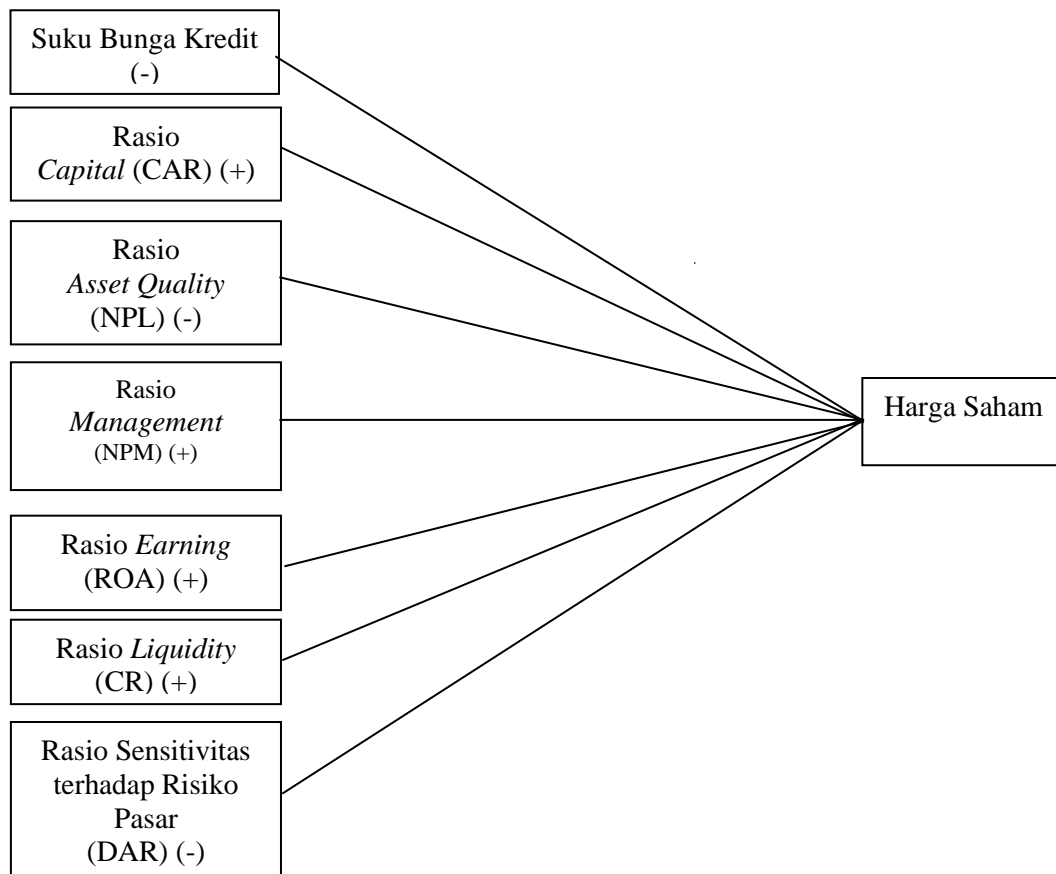 Suku Bunga Kredit
(-)
Rasio
Capital (CAR) (+)
Rasio
Asset Quality
(NPL) (-)
Rasio
Management
(NPM) (+)
Rasio Earning
(ROA) (+)
Rasio Liquidity
(CR) (+)
Rasio Sensitivitas
terhadap Risiko
Pasar
(DAR) (-)
Harga Saham